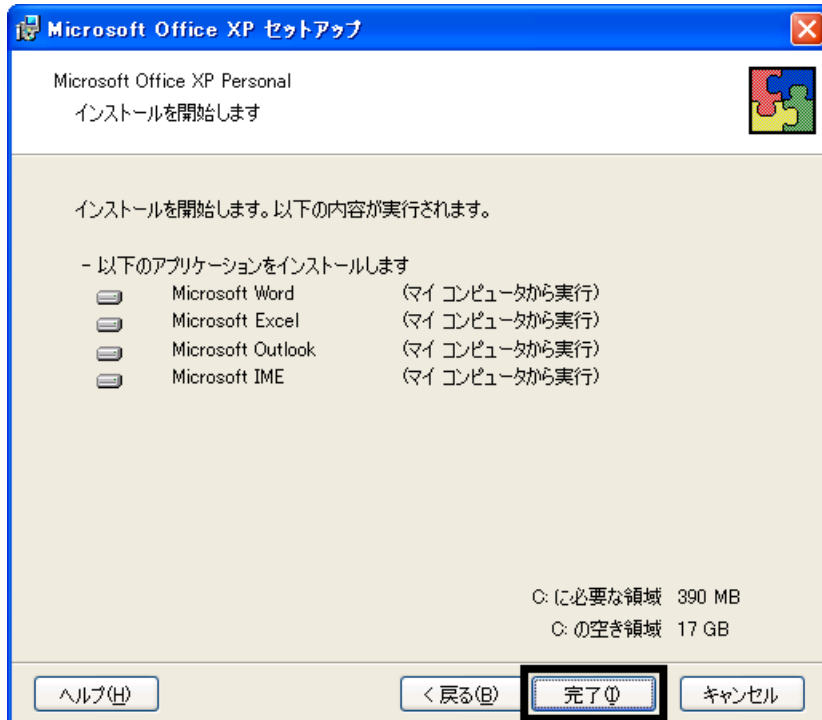 Microsoft Office XP セットアップ
Microsoft Office XP Personal
インストールを開始します
インストールを開始します。以下の内容が実行されます。
- 以下のアプリケーションをインストールします
Microsoft Word (マイ コンピュータから実行)
Microsoft Excel (マイ コンピュータから実行)
Microsoft Outlook (マイ コンピュータから実行)
Microsoft IME (マイ コンピュータから実行)
C: に必要な領域 390 MB
C: の空き領域 17 GB
ヘルプ(H) < 戻る(B) 完了(I) キャンセル